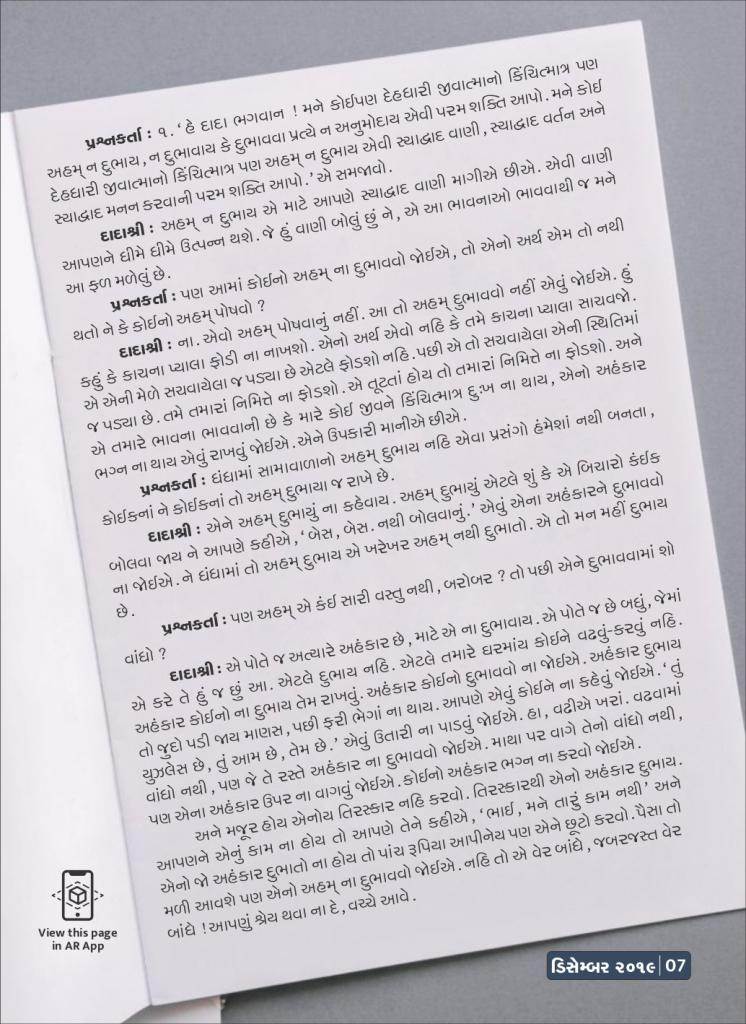 પ્રશ્નકર્તા : ૧. ‘હે દાદા ભગવાન ! મને કોઈપણ દેહધારી જીવાત્માનો કિંચિત્માત્ર પણ
અહમ્ ન દુભાય, ન દુભાવાય કે દુભાવવા પ્રત્યે ન અનુમોદાય એવી પરમ શક્તિ આપો. મને કોઈ
દેહધારી જીવાત્માનો કિંચિત્માત્ર પણ અહમ્ ન દુભાય એવી સ્યાદ્વાદ વાણી, સ્યાદ્વાદ વર્તન અને
સ્યાદ્વાદ મનન કરવાની પરમ શક્તિ આપો.’ એ સમજાવો.
દાદાશ્રી : અહમ્ ન દુભાય એ માટે આપણે સ્યાદ્વાદ વાણી માગીએ છીએ. એવી વાણી
આપણને ધીમે ધીમે ઉત્પન્ન થશે. જે હું વાણી બોલું છું ને, એ આ ભાવનાઓ ભાવવાથી જ મને
આ ફળ મળેલું છે.
પ્રશ્નકર્તા : પણ આમાં કોઈનો અહમ્ ના દુભાવવો જોઈએ, તો એનો અર્થ એમ તો નથી
થતો ને કે કોઈનો અહમ્ પોષવો ?
દાદાશ્રી : ના. એવો અહમ્ પોષવાનું નહીં. આ તો અહમ્ દુભાવવો નહીં એવું જોઈએ. હું
કહું કે કાચના પ્યાલા ફોડી ના નાખશો. એનો અર્થ એવો નહિ કે તમે કાચના પ્યાલા સાચવજો.
એ એની મેળે સચવાયેલા જ પડ્યા છે એટલે ફોડશો નહિ. પછી એ તો સચવાયેલા એની સ્થિતિમાં
જ પડ્યા છે. તમે તમારાં નિમિત્તે ના ફોડશો. એ તૂટતાં હોય તો તમારાં નિમિત્તે ના ફોડશો. અને
એ તમારે ભાવના ભાવવાની છે કે મારે કોઈ જીવને કિંચિત્માત્ર દુઃખ ના થાય, એનો અહંકાર
ભગ્ન ના થાય એવું રાખવું જોઈએ. એને ઉપકારી માનીએ છીએ.
પ્રશ્નકર્તા : ધંધામાં સામાવાળાનો અહમ્ દુભાય નહિ એવા પ્રસંગો હંમેશાં નથી બનતા,
કોઈકનાં ને કોઈકનાં તો અહમ્ દુભાયા જ રાખે છે.
દાદાશ્રી : એને અહમ્ દુભાયું ના કહેવાય. અહમ્ દુભાયું એટલે શું કે એ બિચારો કંઈક
બોલવા જાય ને આપણે કહીએ, ‘બેસ, બેસ. નથી બોલવાનું.’ એવું એના અહંકારને દુભાવવો
ના જોઈએ. ને ધંધામાં તો અહમ્ દુભાય એ ખરેખર અહમ્ નથી દુભાતો. એ તો મન મહીં દુભાય
છે.
પ્રશ્નકર્તા : પણ અહમ્ એ કંઈ સારી વસ્તુ નથી, બરોબર ? તો પછી એને દુભાવવામાં શો
વાંધો ?
દાદાશ્રી : એ પોતે જ અત્યારે અહંકાર છે, માટે એ ના દુભાવાય. એ પોતે જ છે બધું, જેમાં
એ કરે તે હું જ છું આ. એટલે દુભાય નહિ. એટલે તમારે ઘરમાંય કોઈને વઢવું-કરવું નહિ.
અહંકાર કોઈનો ના દુભાય તેમ રાખવું. અહંકાર કોઈનો દુભાવવો ના જોઈએ. અહંકાર દુભાય
તો જુદો પડી જાય માણસ, પછી ફરી ભેગાં ના થાય. આપણે એવું કોઈને ના કહેવું જોઈએ. ‘તું
યુઝલેસ છે, તું આમ છે, તેમ છે.’ એવું ઉતારી ના પાડવું જોઈએ. હા, વઢીએ ખરાં. વઢવામાં
વાંધો નથી, પણ જે તે રસ્તે અહંકાર ના દુભાવવો જોઈએ. માથા પર વાગે તેનો વાંધો નથી,
પણ એના અહંકાર ઉપર ના વાગવું જોઈએ. કોઈનો અહંકાર ભગ્ન ના કરવો જોઈએ.
અને મજૂર હોય એનોય તિરસ્કાર નહિ કરવો. તિરસ્કારથી એનો અહંકાર દુભાય.
આપણને એનું કામ ના હોય તો આપણે તેને કહીએ, ‘ભાઈ, મને તારું કામ નથી’ અને
એનો જો અહંકાર દુભાતો ના હોય તો પાંચ રૂપિયા આપીનેય પણ એને છૂટો કરવો. પૈસા તો
મળી આવશે પણ એનો અહમ્ ના દુભાવવો જોઈએ. નહિ તો એ વેર બાંધે, જબરજસ્ત વેર
બાંધે ! આપણું શ્રેય થવા ના દે, વચ્ચે આવે.
View this page
in AR App
ડિસેમ્બર ૨૦૧૯ | 07